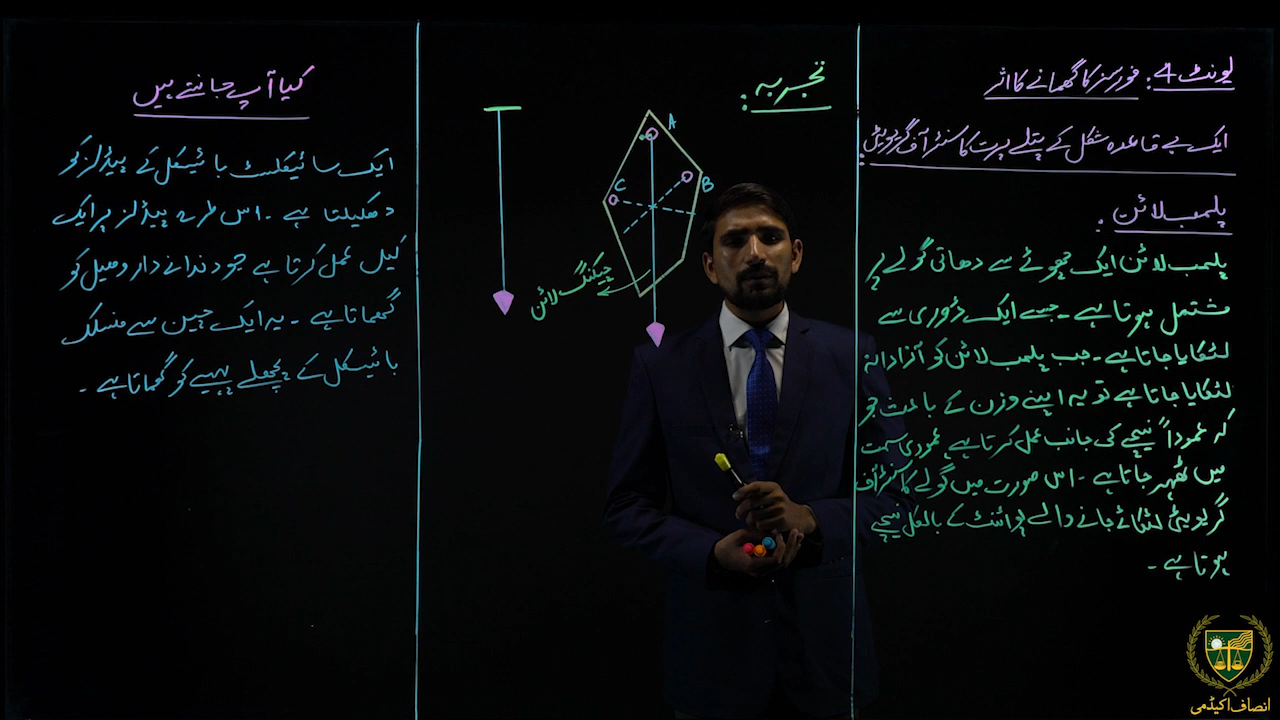 یونٹ 4: فورسز کا گھمانے کا اثر
ایک بے قاعدہ شکل کے پتلے پرت کا سنٹر آف گریویٹی:
پلمب لائن:
پلمب لائن ایک چھوٹے سے دھاتی گولے پر
مشتمل ہوتا ہے۔ جسے ایک ڈوری سے
لٹکایا جاتا ہے۔ جب پلمب لائن کو آزادانہ
لٹکایا جاتا ہے تو یہ اپنے وزن کے باعث جو
کہ عموداً نیچے کی جانب عمل کرتا ہے عمودی سمت
میں ٹھہر جاتا ہے۔ اس صورت میں گولے کا سنٹر آف
گریویٹی لٹکائے جانے والے پوائنٹ کے بالکل نیچے
ہوتا ہے۔
تجربہ:
A
B
C
چیکنگ لائن
کیا آپ جانتے ہیں
ایک سائیکلسٹ بائیسکل کے پیڈلز کو
دھکیلتا ہے۔ اس طرح پیڈلز پر ایک
کپل عمل کرتا ہے جو دندانے دار وھیل کو
گھماتا ہے۔ یہ ایک چین سے منسلک
بائیسکل کے پچھلے پہیے کو گھماتا ہے۔
انصاف اکیڈمی